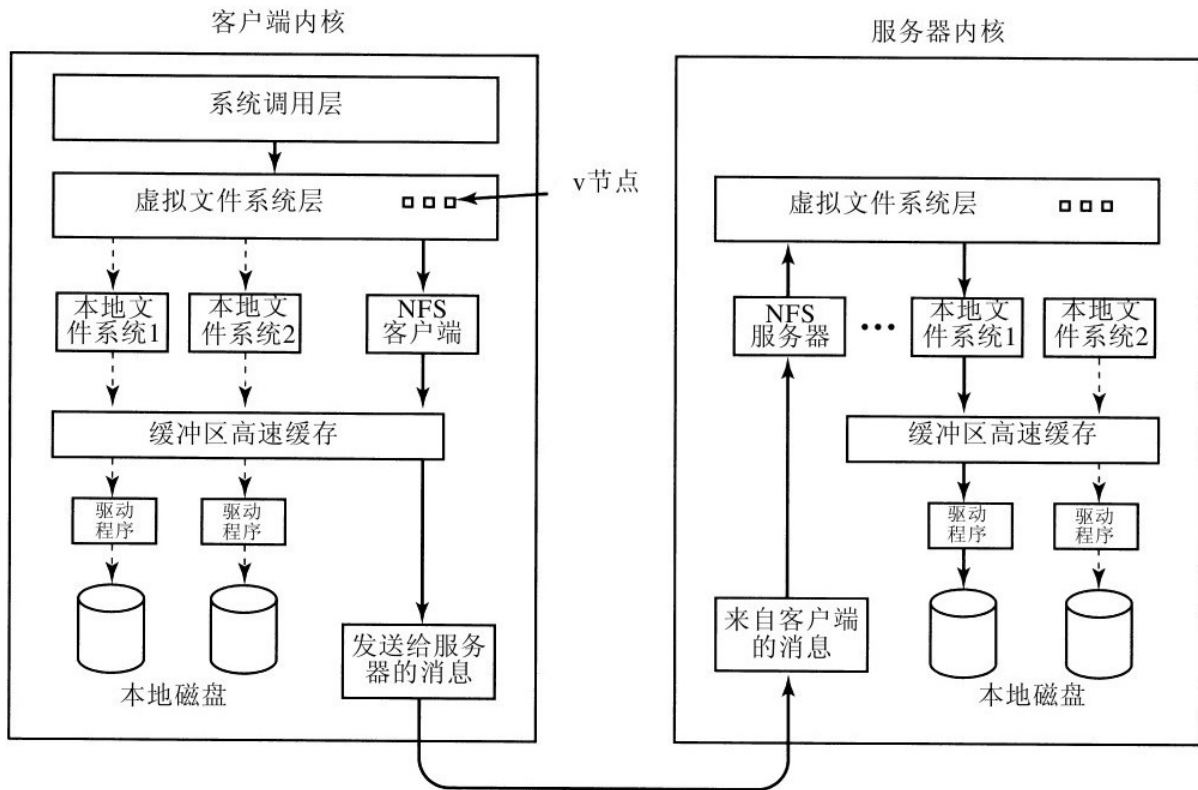 客户端内核
服务器内核
系统调用层
虚拟文件系统层
v节点
本地文
件系统1
本地文
件系统2
NFS
客户端
缓冲区高速缓存
驱动
程序
驱动
程序
本地磁盘
发送给服务
器的消息
虚拟文件系统层
NFS
服务器
本地文
件系统1
本地文
件系统2
缓冲区高速缓存
驱动
程序
驱动
程序
来自客户端
的消息
本地磁盘